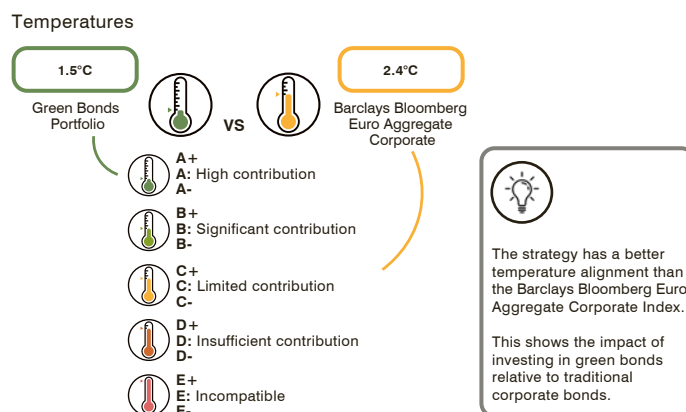 Temperatures
1.5°C
2.4°C
Green Bonds
Portfolio
VS
Barclays Bloomberg
Euro Aggregate
Corporate
A+
A: High contribution
A-
B+
B: Significant contribution
B-
C+
C: Limited contribution
C-
D+
D: Insufficient contribution
D-
E+
E: Incompatible
E-
The strategy has a better
temperature alignment than
the Barclays Bloomberg Euro
Aggregate Corporate Index.
This shows the impact of
investing in green bonds
relative to traditional
corporate bonds.